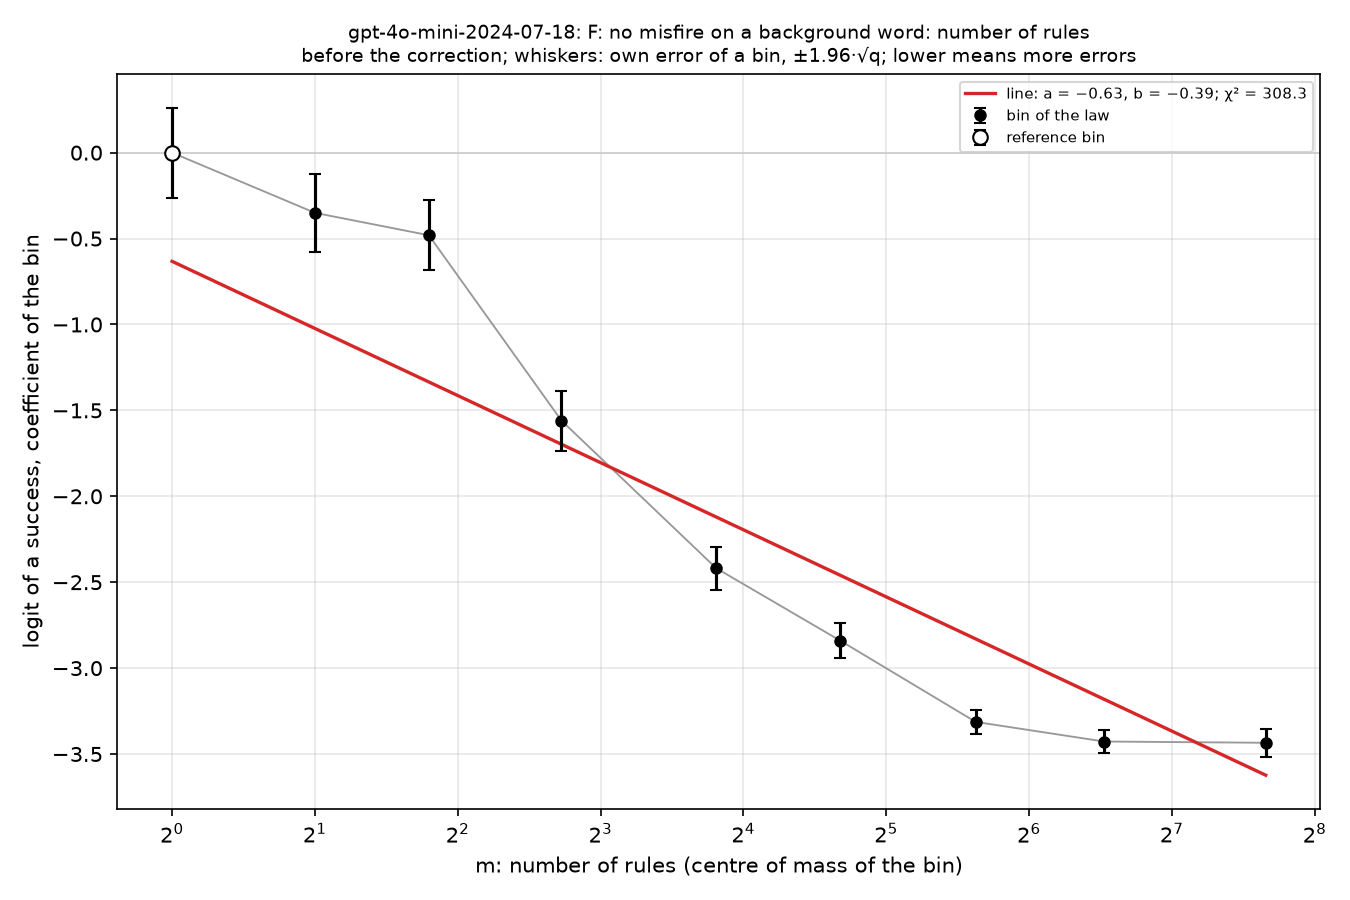 gpt-4o-mini-2024-07-18: F: no misfire on a background word: number of rules
before the correction; whiskers: own error of a bin, ±1.96·√q; lower means more errors
line: a = −0.63, b = −0.39; χ² = 308.3
bin of the law
reference bin
logit of a success, coefficient of the bin
0.0
−0.5
−1.0
−1.5
−2.0
−2.5
−3.0
−3.5
2⁰ 2¹ 2² 2³ 2⁴ 2⁵ 2⁶ 2⁷ 2⁸
m: number of rules (centre of mass of the bin)